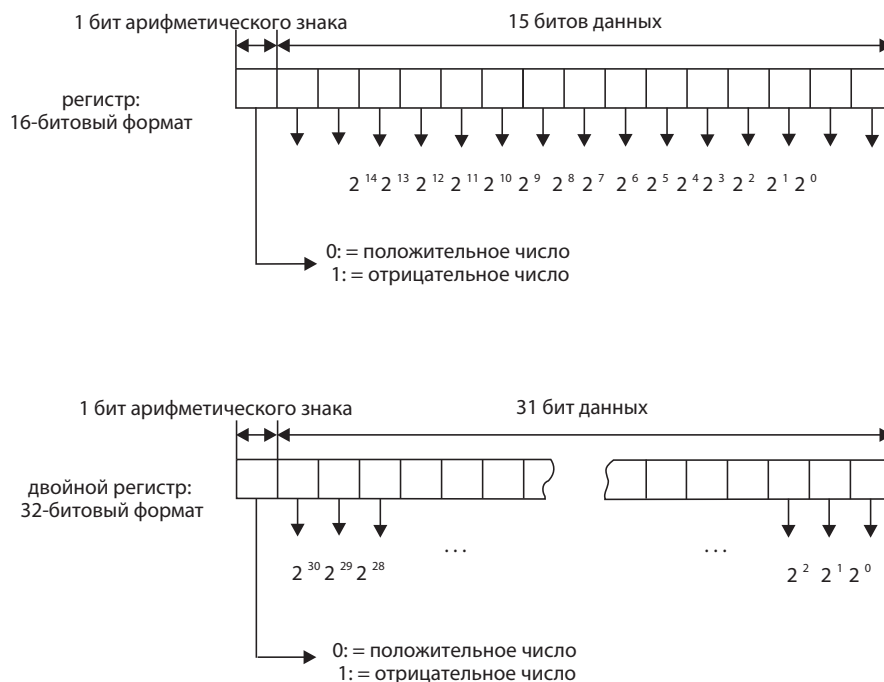 1 бит арифметического знака 15 битов данных
регистр:
16-битовый формат
2^14 2^13 2^12 2^11 2^10 2^9 2^8 2^7 2^6 2^5 2^4 2^3 2^2 2^1 2^0
0: = положительное число
1: = отрицательное число
1 бит арифметического знака 31 бит данных
двойной регистр:
32-битовый формат
... ...
2^30 2^29 2^28 2^2 2^1 2^0
0: = положительное число
1: = отрицательное число